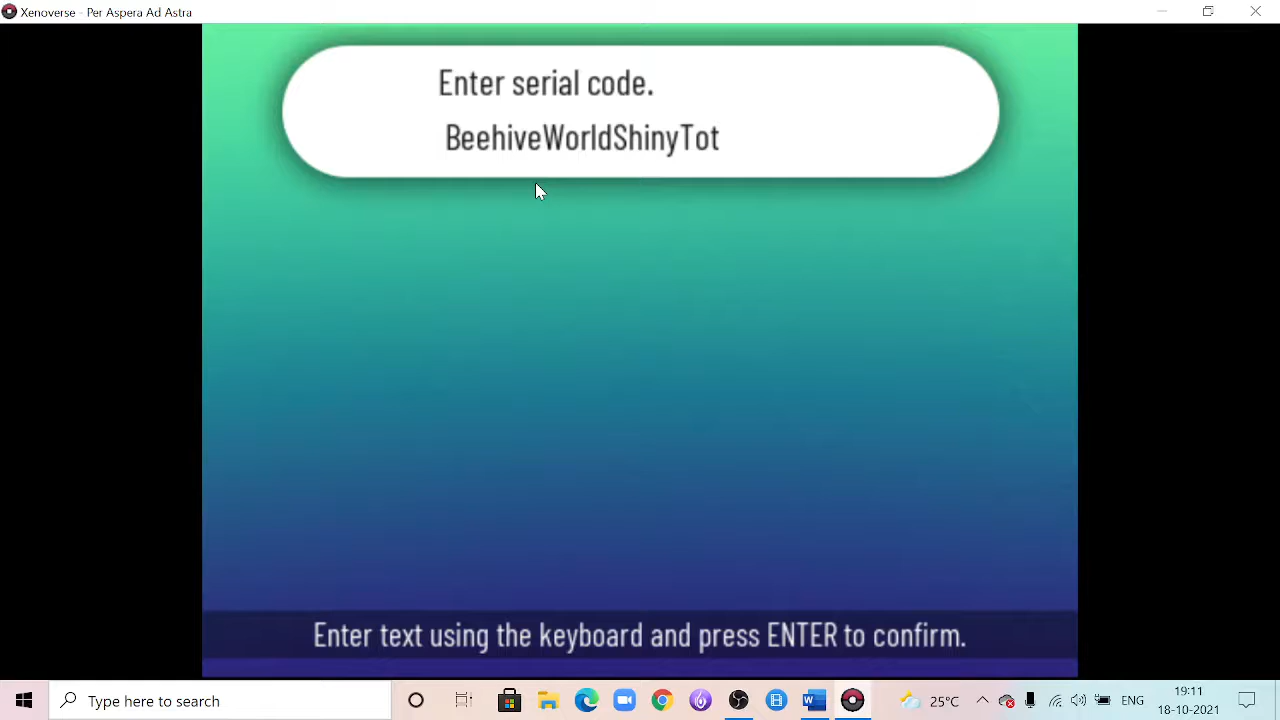 Xenoverse - Per Aspera Ad Astra
Enter serial code.
BeehiveWorldShinyTot
Enter text using the keyboard and press ENTER to confirm.
Type here to search
25°C
ENG
19:11
18-10-2021